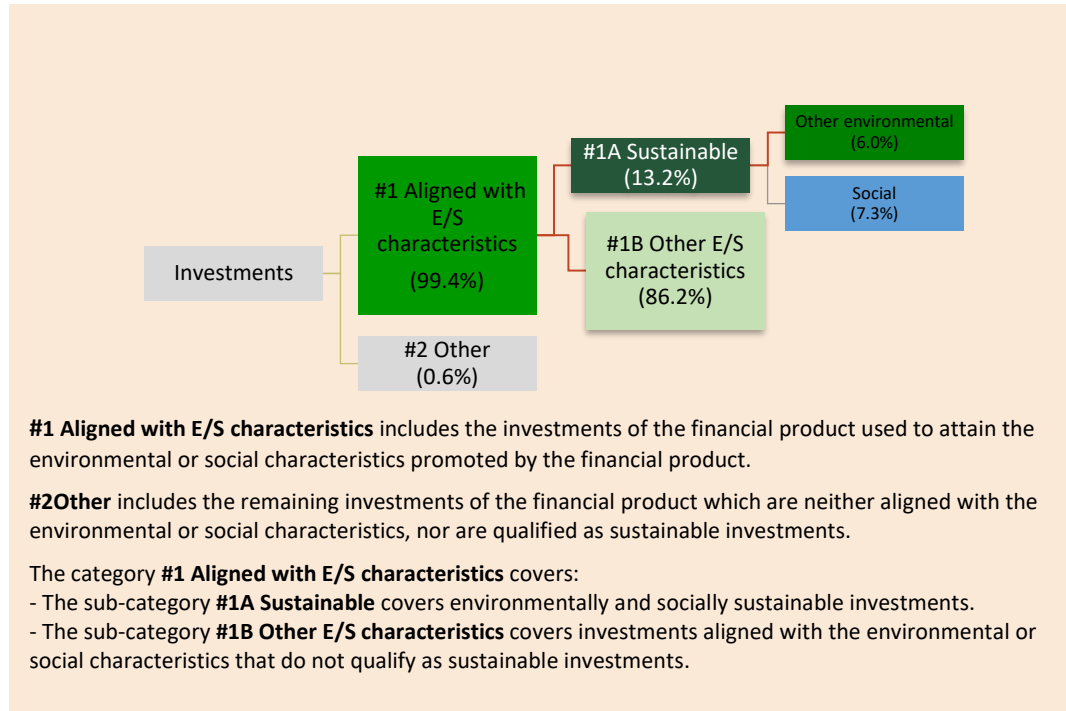 Investments
#1 Aligned with
E/S
characteristics
(99.4%)
#2 Other
(0.6%)
#1A Sustainable
(13.2%)
#1B Other E/S
characteristics
(86.2%)
Other environmental
(6.0%)
Social
(7.3%)
#1 Aligned with E/S characteristics includes the investments of the financial product used to attain the
environmental or social characteristics promoted by the financial product.
#2Other includes the remaining investments of the financial product which are neither aligned with the
environmental or social characteristics, nor are qualified as sustainable investments.
The category #1 Aligned with E/S characteristics covers:
- The sub-category #1A Sustainable covers environmentally and socially sustainable investments.
- The sub-category #1B Other E/S characteristics covers investments aligned with the environmental or
social characteristics that do not qualify as sustainable investments.